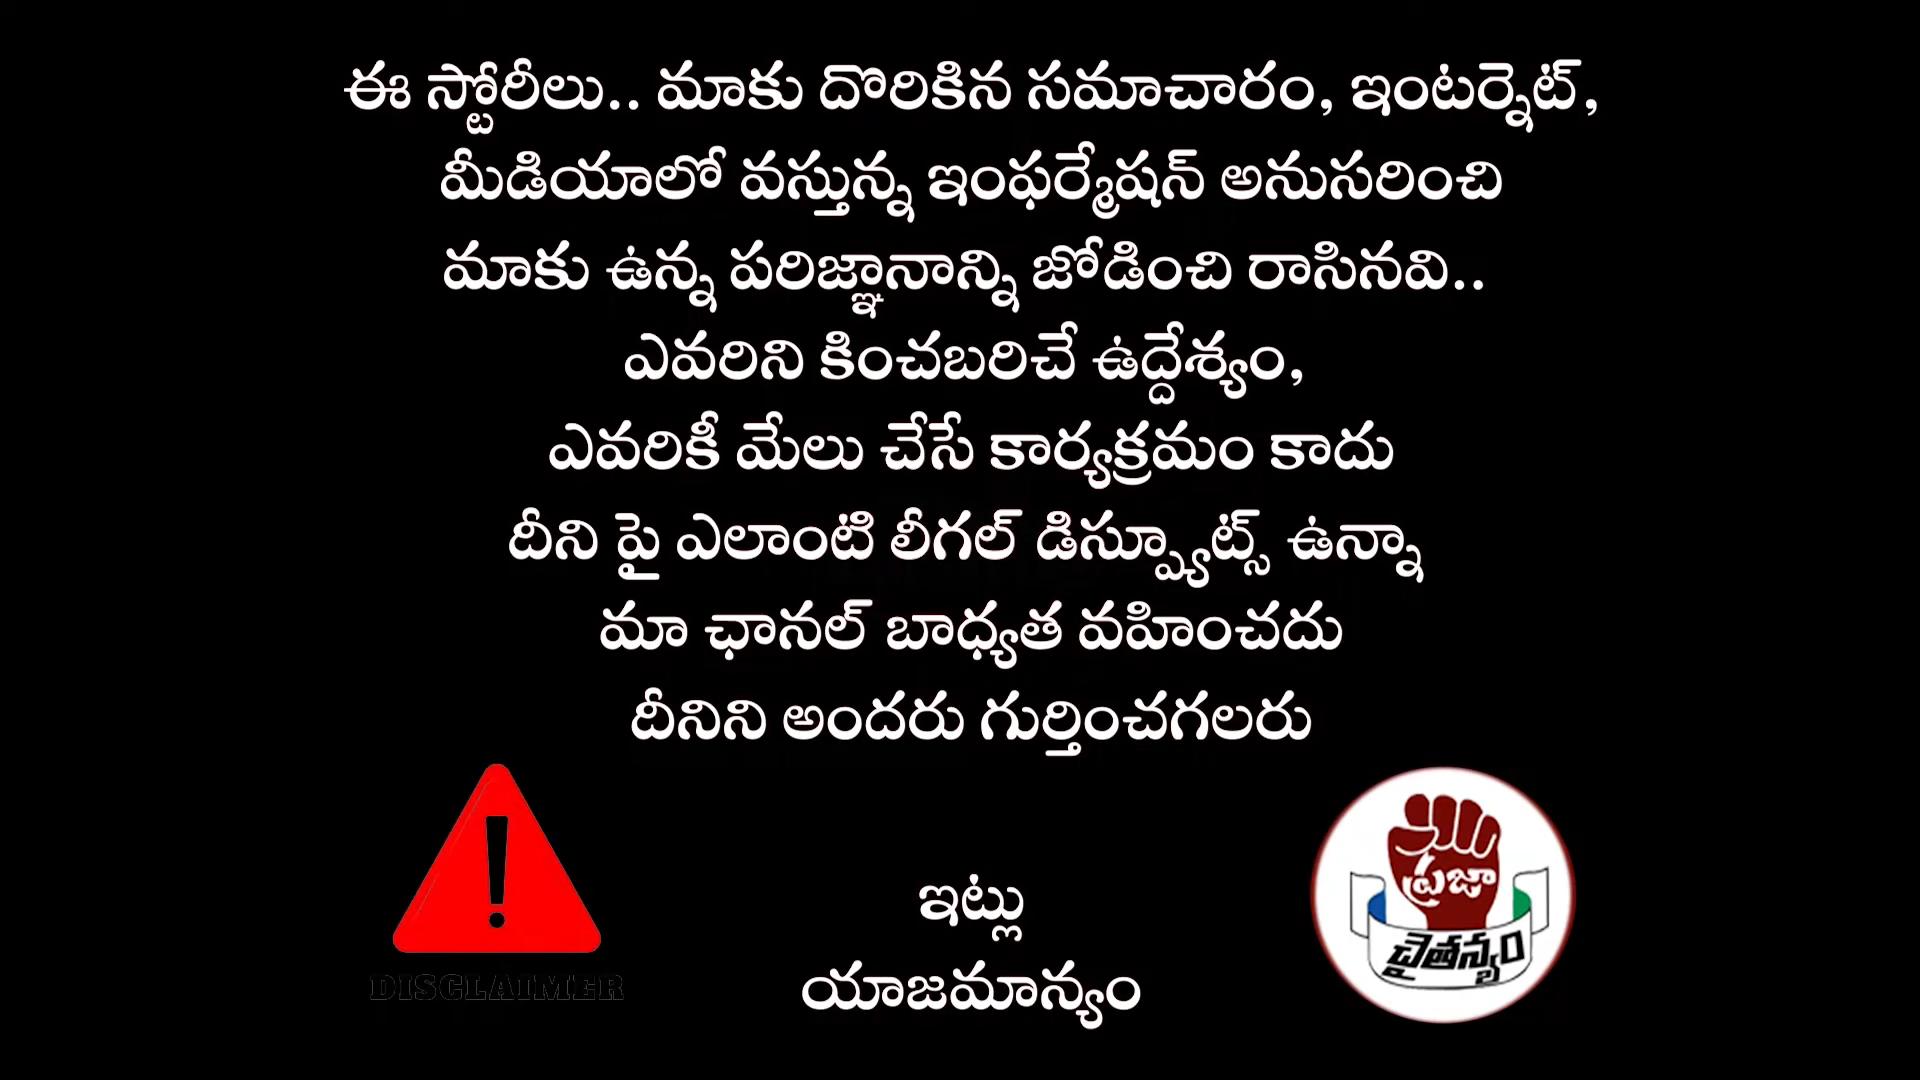 ఈ స్టోరీలు.. మాకు దొరికిన సమాచారం, ఇంటర్నెట్,
మీడియాలో వస్తున్న ఇంఫర్మేషన్ అనుసరించి
మాకు ఉన్న పరిజ్ఞానాన్ని జోడించి రాసినవి..
ఎవరిని కించబరిచే ఉద్దేశ్యం,
ఎవరికీ మేలు చేసే కార్యక్రమం కాదు
దీని పై ఎలాంటి లీగల్ డిస్ప్యూట్స్ ఉన్నా
మా ఛానల్ బాధ్యత వహించదు
దీనిని అందరు గుర్తించగలరు
DISCLAIMER
ఇట్లు
యాజమాన్యం
ప్రజా
చైతన్యం